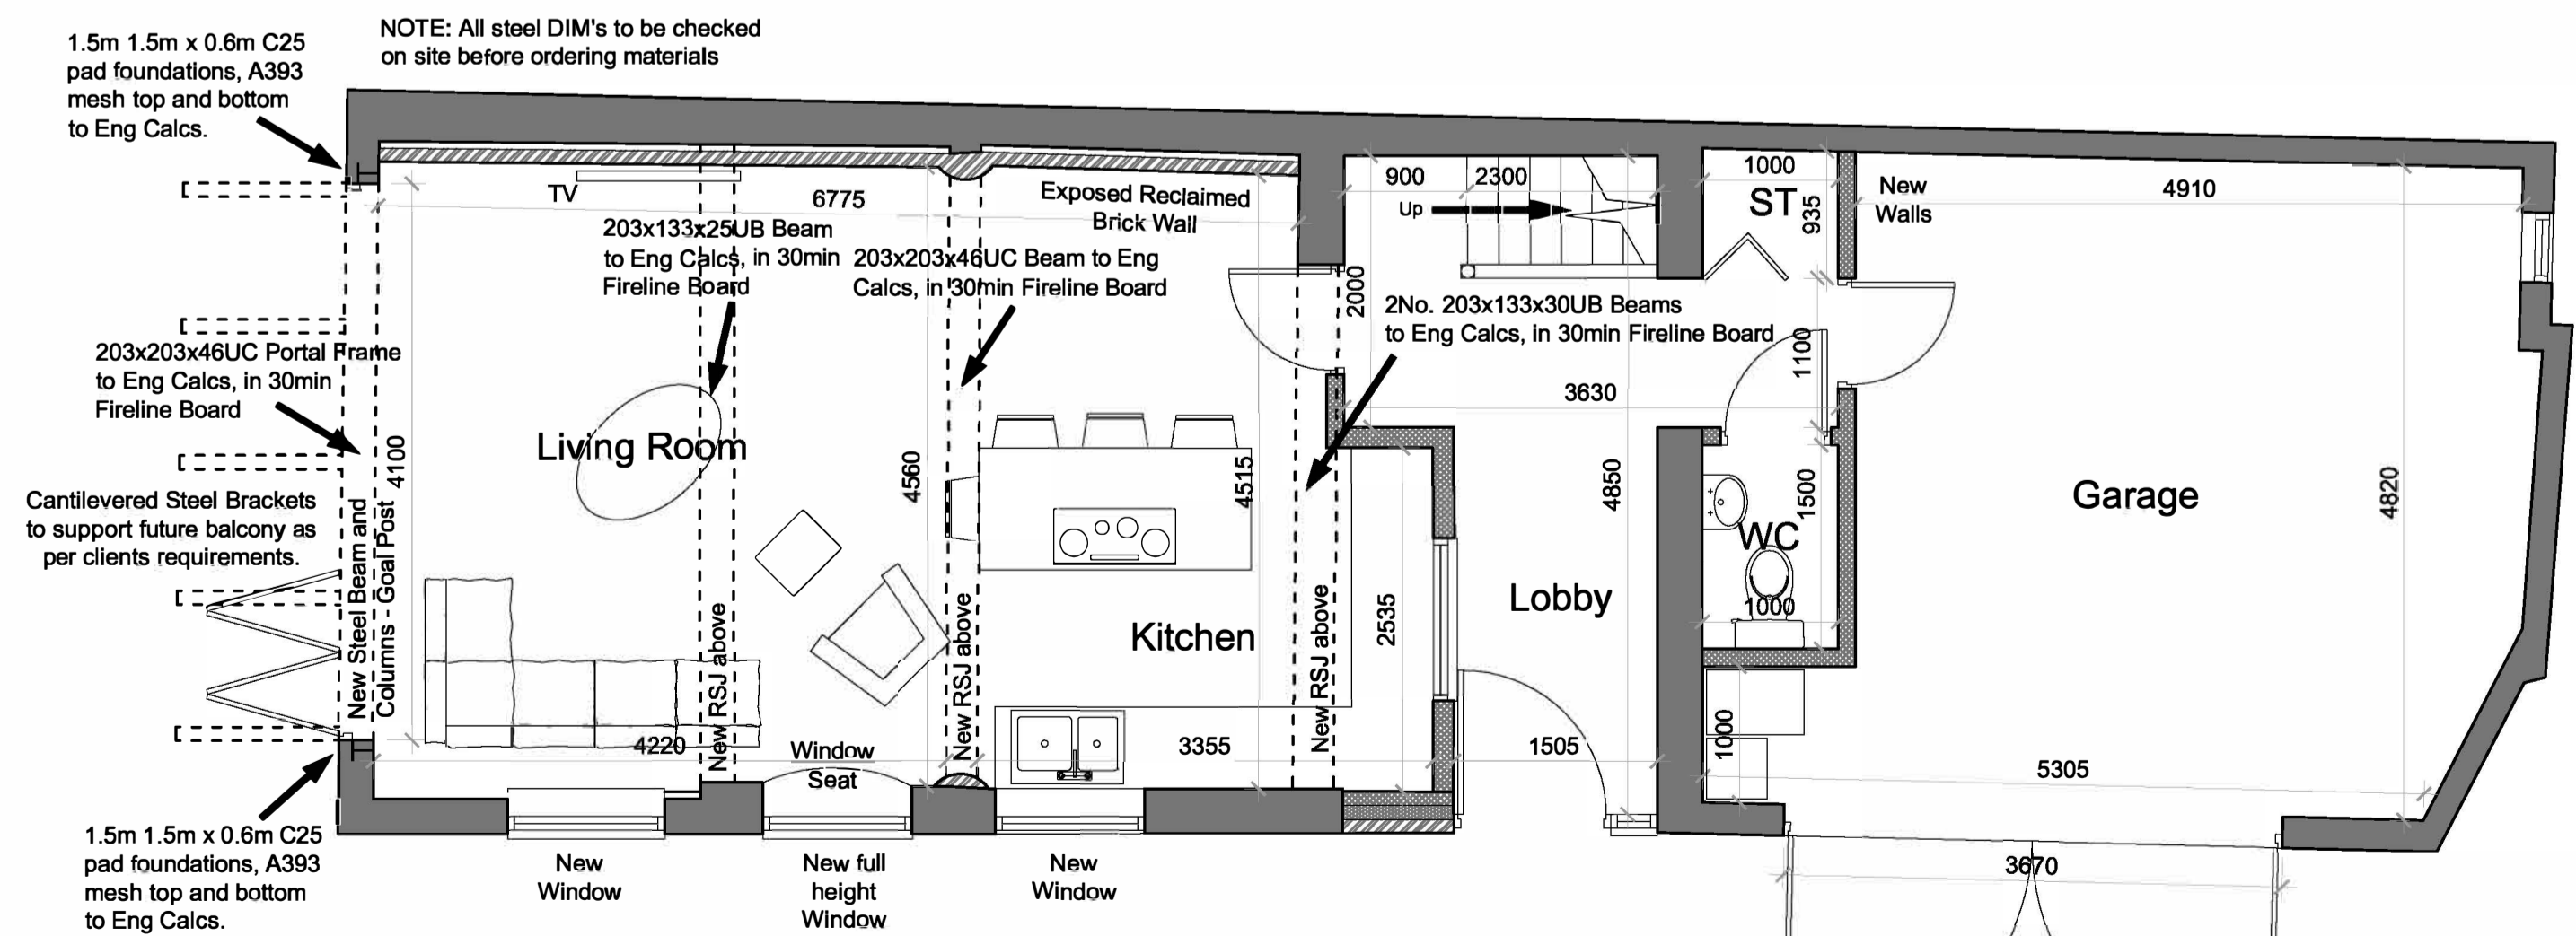 NOTE: All steel DIM's to be checked
on site before ordering materials
1.5m 1.5m x 0.6m C25
pad foundations, A393
mesh top and bottom
to Eng Calcs.
TV
6775
Exposed Reclaimed
Brick Wall
203x133x25UB Beam
to Eng Calcs, in 30min
Fireline Board
203x203x46UC Beam to Eng
Calcs, in 30min Fireline Board
900
2300
Up
2000
1000
ST
935
New
Walls
4910
2No. 203x133x30UB Beams
to Eng Calcs, in 30min Fireline Board
1100
3630
203x203x46UC Portal Frame
to Eng Calcs, in 30min
Fireline Board
4100
Living Room
4560
4515
4850
1500
WC
Garage
4820
Cantilevered Steel Brackets
to support future balcony as
per clients requirements.
New Steel Beam and
Columns - Goal Post
New RSJ above
New RSJ above
Kitchen
New RSJ above
2535
Lobby
1000
1000
4220
Window
Seat
3355
1505
5305
3670
1.5m 1.5m x 0.6m C25
pad foundations, A393
mesh top and bottom
to Eng Calcs.
New
Window
New full
height
Window
New
Window